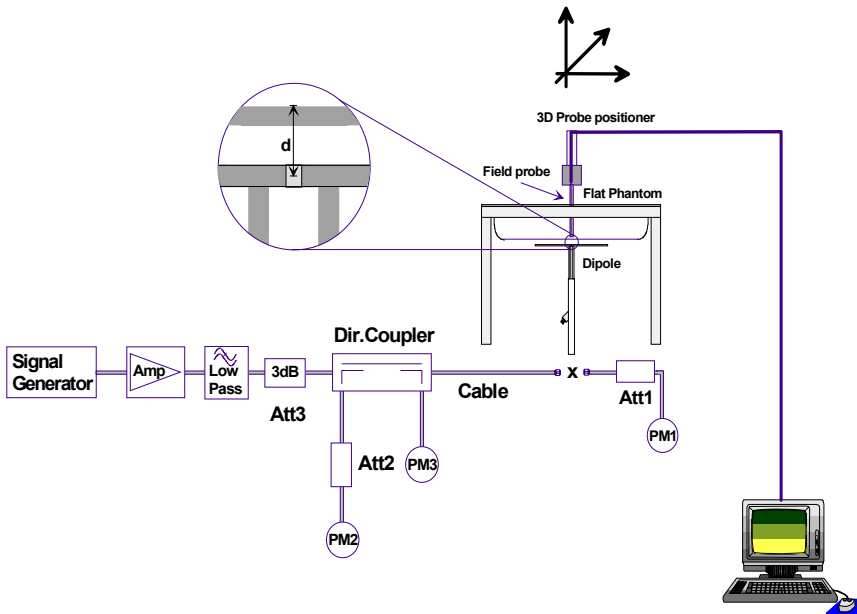 3D Probe positioner
d
Field probe
Flat Phantom
Dipole
Dir.Coupler
Signal
Generator
Amp
Low
Pass
3dB
Cable
x
Att1
Att3
PM1
Att2
PM3
PM2